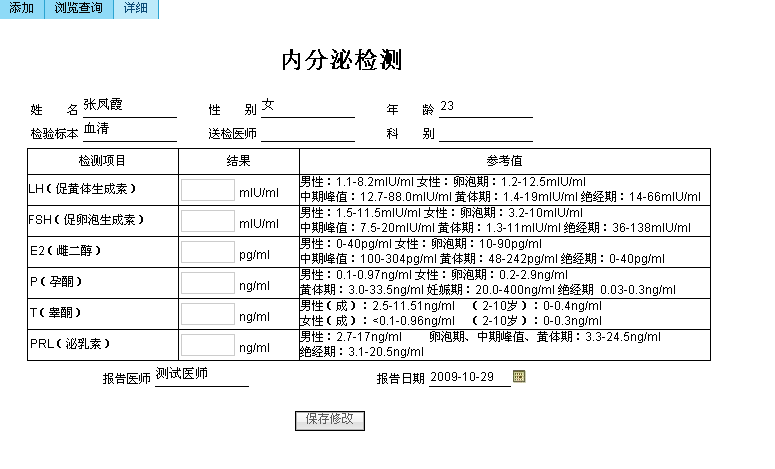 添加 浏览查询 详细
内分泌检测
姓 名 张凤霞 性 别 女 年 龄 23
检验标本 血清 送检医师 科 别
检测项目 结果 参考值
LH（促黄体生成素） mIU/ml 男性：1.1-8.2mIU/ml 女性：卵泡期：1.2-12.5mIU/ml
中期峰值：12.7-88.0mIU/ml 黄体期：1.4-19mIU/ml 绝经期：14-66mIU/ml
FSH（促卵泡生成素） mIU/ml 男性：1.5-11.5mIU/ml 女性：卵泡期：3.2-10mIU/ml
中期峰值：7.5-20mIU/ml 黄体期：1.3-11mIU/ml 绝经期：36-138mIU/ml
E2（雌二醇） pg/ml 男性：0-40pg/ml 女性：卵泡期：10-90pg/ml
中期峰值：100-304pg/ml 黄体期：48-242pg/ml 绝经期：0-40pg/ml
P（孕酮） ng/ml 男性：0.1-0.97ng/ml 女性：卵泡期：0.2-2.9ng/ml
黄体期：3.0-33.5ng/ml 妊娠期：20.0-400ng/ml 绝经期 0.03-0.3ng/ml
T（睾酮） ng/ml 男性（成）：2.5-11.51ng/ml （2-10岁）：0-0.4ng/ml
女性（成）：<0.1-0.96ng/ml （2-10岁）：0-0.3ng/ml
PRL（泌乳素） ng/ml 男性：2.7-17ng/ml 卵泡期、中期峰值、黄体期：3.3-24.5ng/ml
绝经期：3.1-20.5ng/ml
报告医师 测试医师 报告日期 2009-10-29
保存修改